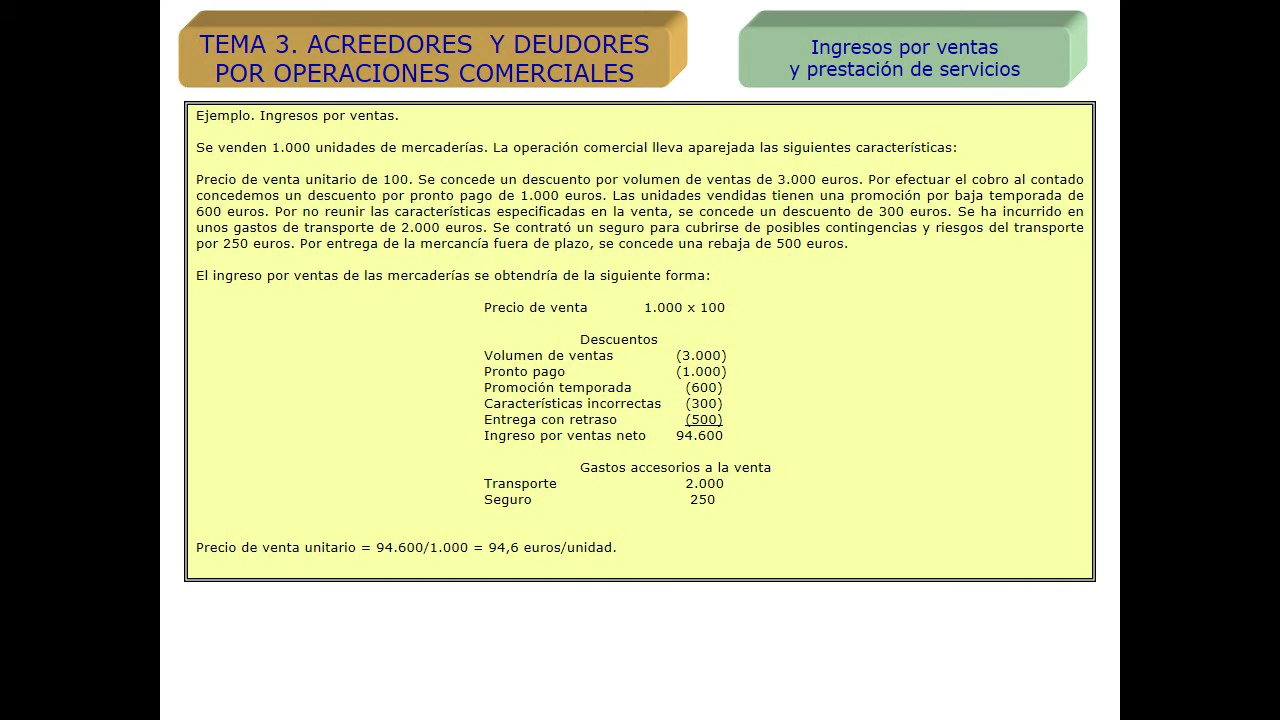 TEMA 3. ACREEDORES Y DEUDORES
POR OPERACIONES COMERCIALES
Ingresos por ventas
y prestación de servicios
Ejemplo. Ingresos por ventas.
Se venden 1.000 unidades de mercaderías. La operación comercial lleva aparejada las siguientes características:
Precio de venta unitario de 100. Se concede un descuento por volumen de ventas de 3.000 euros. Por efectuar el cobro al contado
concedemos un descuento por pronto pago de 1.000 euros. Las unidades vendidas tienen una promoción por baja temporada de
600 euros. Por no reunir las características especificadas en la venta, se concede un descuento de 300 euros. Se ha incurrido en
unos gastos de transporte de 2.000 euros. Se contrató un seguro para cubrirse de posibles contingencias y riesgos del transporte
por 250 euros. Por entrega de la mercancía fuera de plazo, se concede una rebaja de 500 euros.
El ingreso por ventas de las mercaderías se obtendría de la siguiente forma:
Precio de venta 1.000 x 100
Descuentos
Volumen de ventas (3.000)
Pronto pago (1.000)
Promoción temporada (600)
Características incorrectas (300)
Entrega con retraso (500)
Ingreso por ventas neto 94.600
Gastos accesorios a la venta
Transporte 2.000
Seguro 250
Precio de venta unitario = 94.600/1.000 = 94,6 euros/unidad.